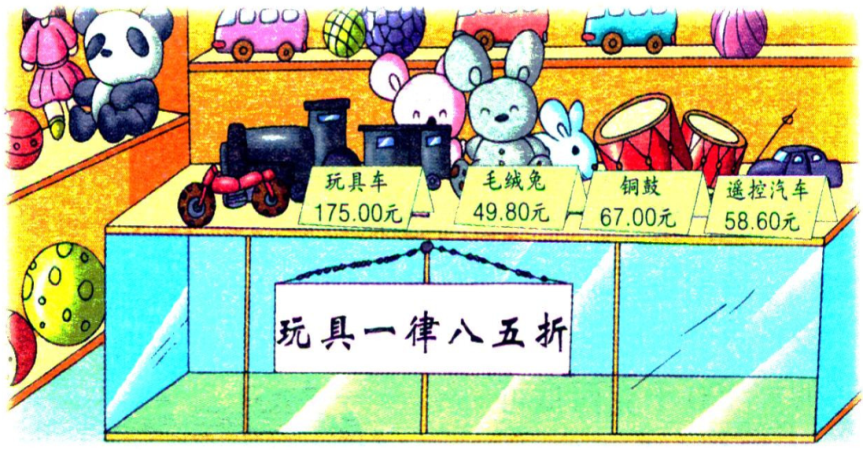 玩具车
175.00元
毛绒兔
49.80元
铜鼓
67.00元
遥控汽车
58.60元
玩具一律八五折